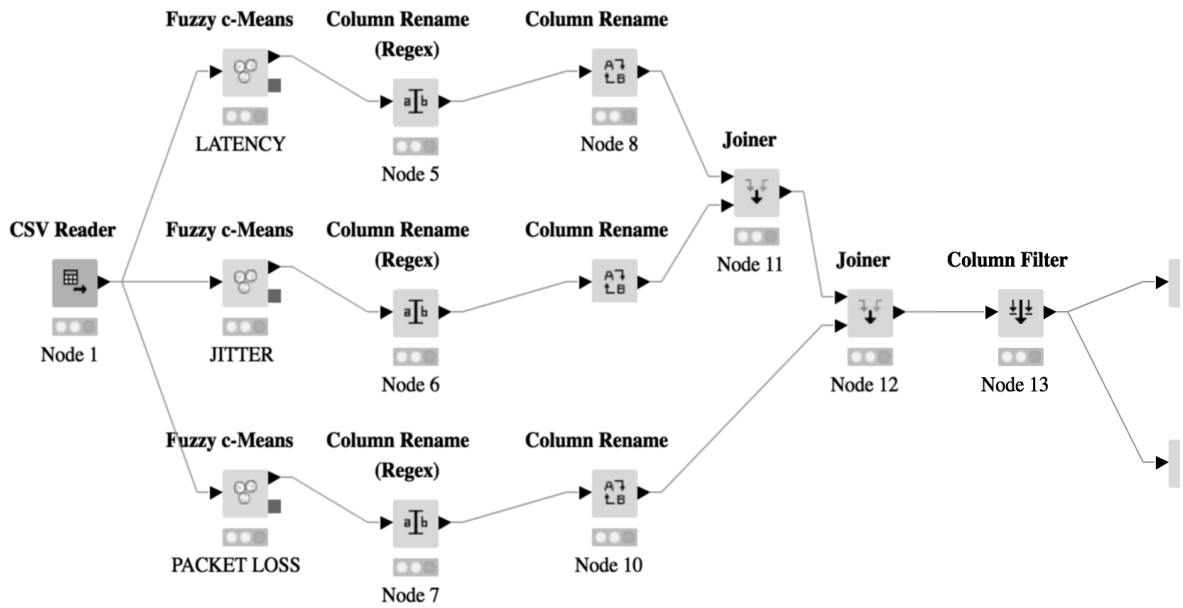 Fuzzy c-Means
Column Rename
(Regex)
Column Rename
LATENCY
Node 5
Node 8
Joiner
Node 11
CSV Reader
Node 1
Fuzzy c-Means
Column Rename
(Regex)
Column Rename
JITTER
Node 6
Joiner
Node 12
Column Filter
Node 13
Fuzzy c-Means
Column Rename
(Regex)
Column Rename
PACKET LOSS
Node 7
Node 10